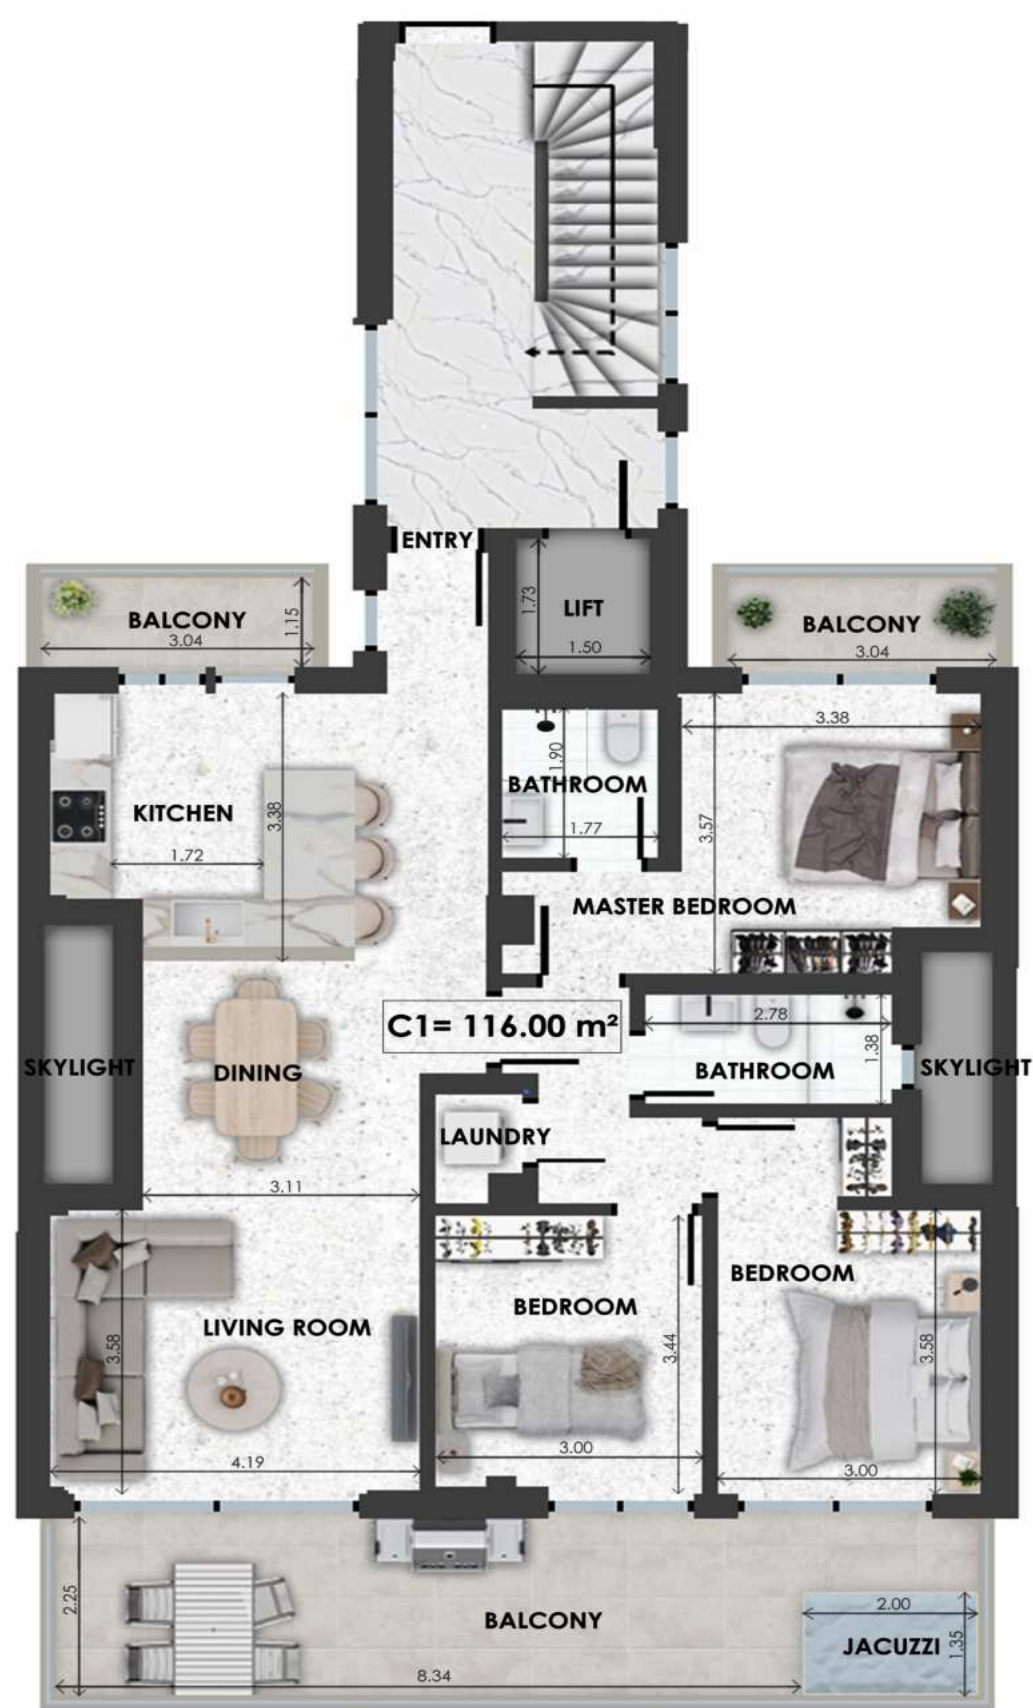 ENTRY
BALCONY
3.04
1.15
1.73
LIFT
1.50
BALCONY
3.04
3.38
1.90
BATHROOM
1.77
KITCHEN
3.38
1.72
3.57
MASTER BEDROOM
C1= 116.00 m²
2.78
1.38
SKYLIGHT
DINING
BATHROOM
SKYLIGHT
LAUNDRY
3.11
BEDROOM
BEDROOM
LIVING ROOM
3.58
3.44
3.58
4.19
3.00
3.00
2.25
BALCONY
2.00
JACUZZI
1.35
8.34